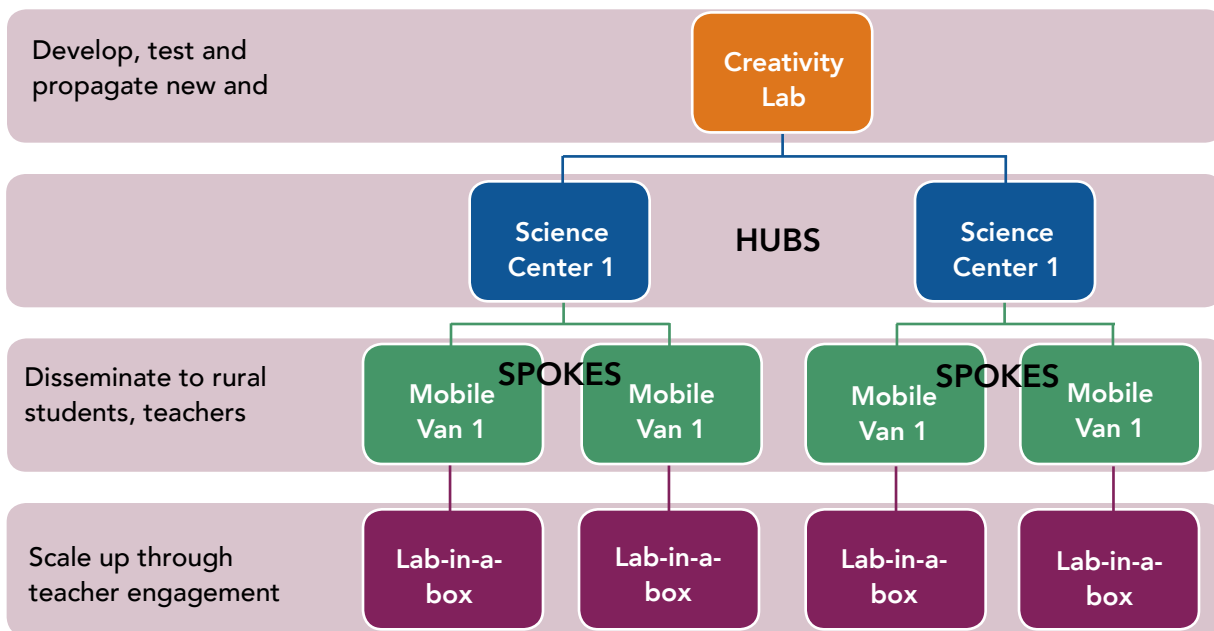 Develop, test and
propagate new and
Creativity
Lab
Science
Center 1
HUBS
Science
Center 1
Disseminate to rural
students, teachers
SPOKES
SPOKES
Mobile
Van 1
Mobile
Van 1
Mobile
Van 1
Mobile
Van 1
Scale up through
teacher engagement
Lab-in-a-
box
Lab-in-a-
box
Lab-in-a-
box
Lab-in-a-
box